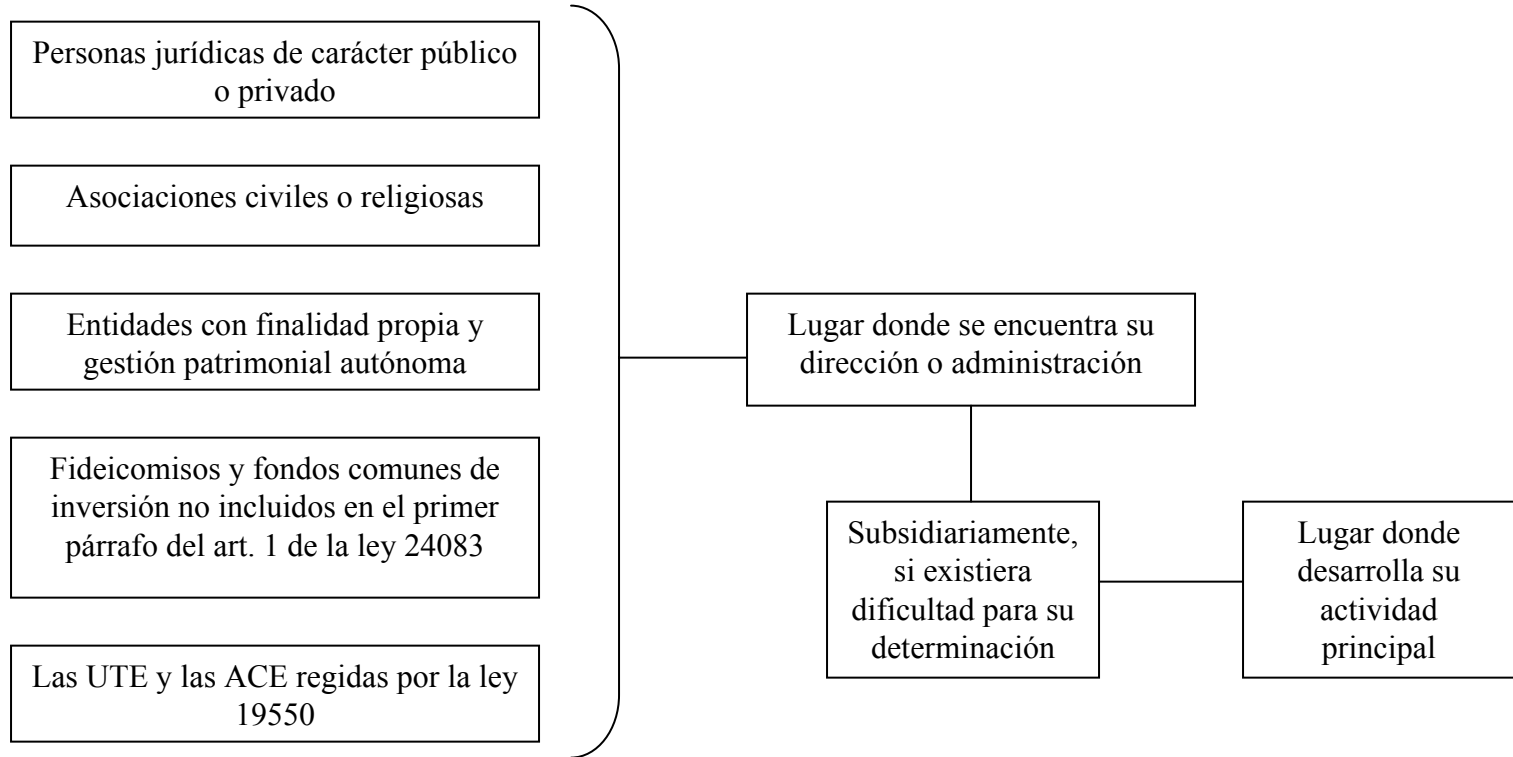 Personas jurídicas de carácter público
o privado
Asociaciones civiles o religiosas
Entidades con finalidad propia y
gestión patrimonial autónoma
Fideicomisos y fondos comunes de
inversión no incluidos en el primer
párrafo del art. 1 de la ley 24083
Las UTE y las ACE regidas por la ley
19550
Lugar donde se encuentra su
dirección o administración
Subsidiariamente,
si existiera
dificultad para su
determinación
Lugar donde
desarrolla su
actividad
principal